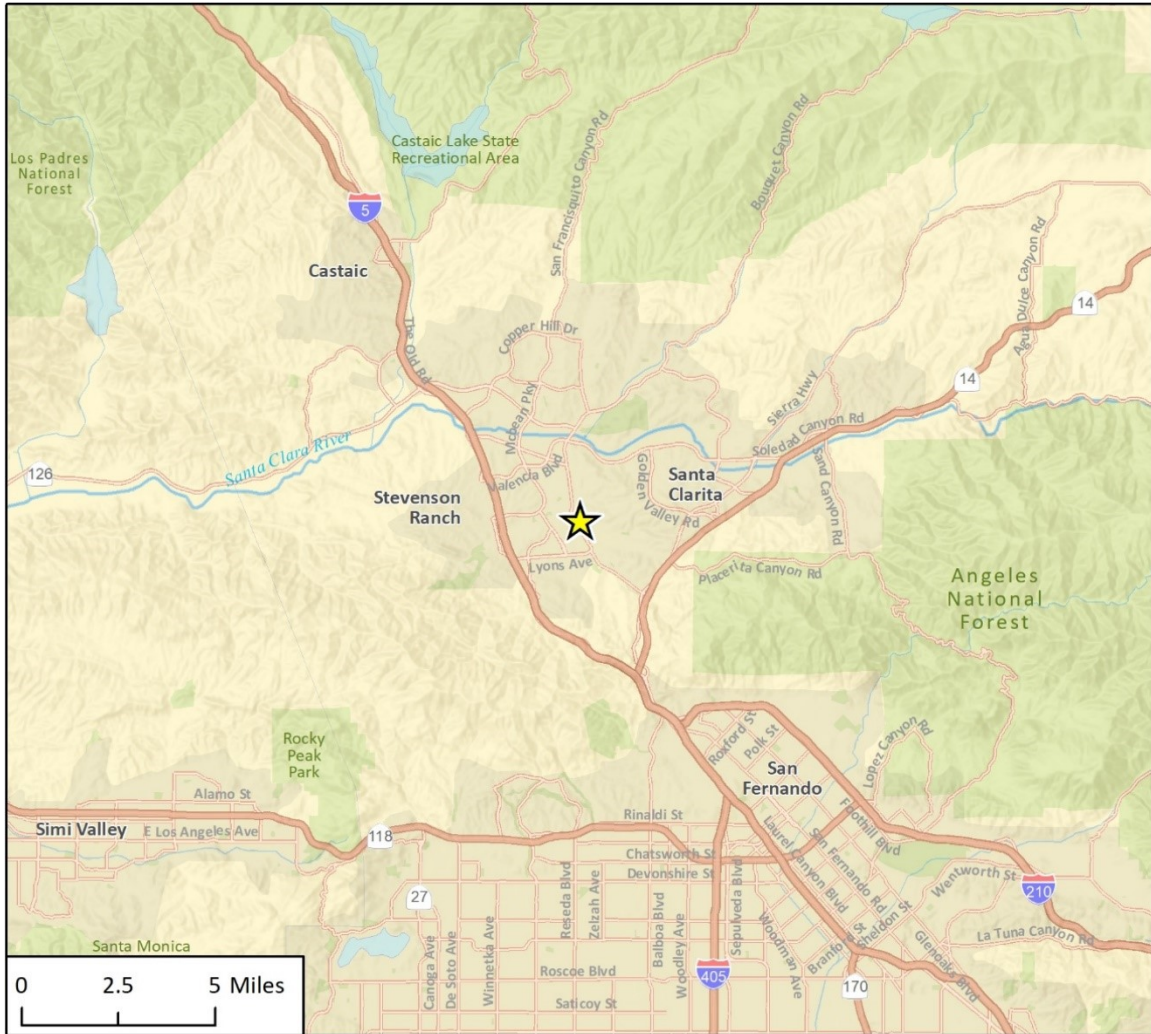 Castaic Lake State
Recreational Area
Los Padres
National
Forest
San Francisquito Canyon Rd
Bouquet Canyon Rd
5
Castaic
Agua Dulce Canyon Rd
14
The Old Rd
Copper Hill Dr
14
Mcbean Pky
Sierra Hwy
Soledad Canyon Rd
Santa Clara River
126
Valencia Blvd
Golden Valley Rd
Santa
Clarita
Sand Canyon Rd
Stevenson
Ranch
Lyons Ave
Placerita Canyon Rd
Angeles
National
Forest
Rocky
Peak
Park
Roxford St
Polk St
Lopez Canyon Rd
San
Fernando
Alamo St
Simi Valley
E Los Angeles Ave
118
Rinaldi St
Chatsworth St
Devonshire St
Laurel Canyon Blvd
San Fernando Rd
Foothill Blvd
Wentworth St
210
27
Reseda Blvd
Zelzah Ave
Balboa Blvd
Woodley Ave
Sepulveda Blvd
Woodman Ave
Branford St
Sheldon St
Glenoaks Blvd
La Tuna Canyon Rd
Santa Monica
Canoga Ave
De Soto Ave
Winnetka Ave
Roscoe Blvd
405
170
Saticoy St
0 2.5 5 Miles